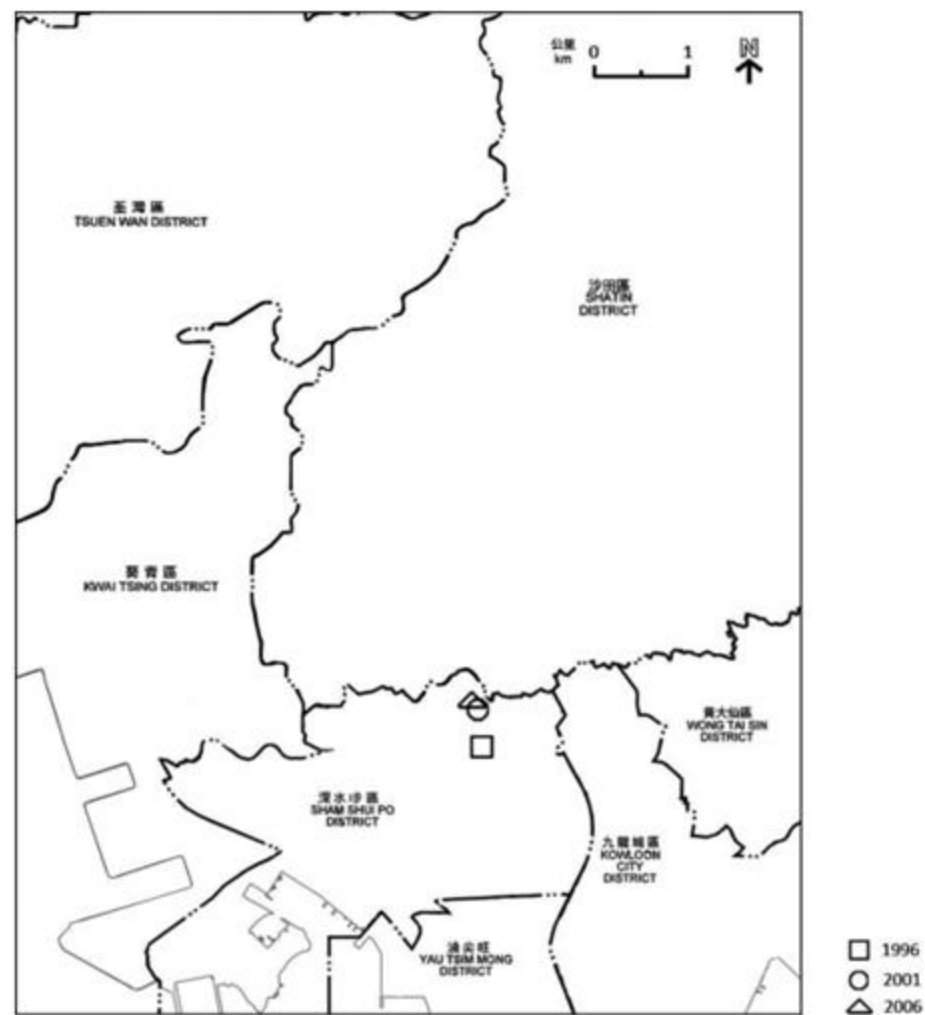 公里
km
0
1
N
荃灣區
TSUEN WAN DISTRICT
沙田區
SHATIN
DISTRICT
葵青區
KWAI TSING DISTRICT
黃大仙區
WONG TAI SIN
DISTRICT
深水埗區
SHAM SHUI PO
DISTRICT
九龍城區
KOWLOON
CITY
DISTRICT
油尖旺
YAU TSIM MONG
DISTRICT
1996
2001
2006